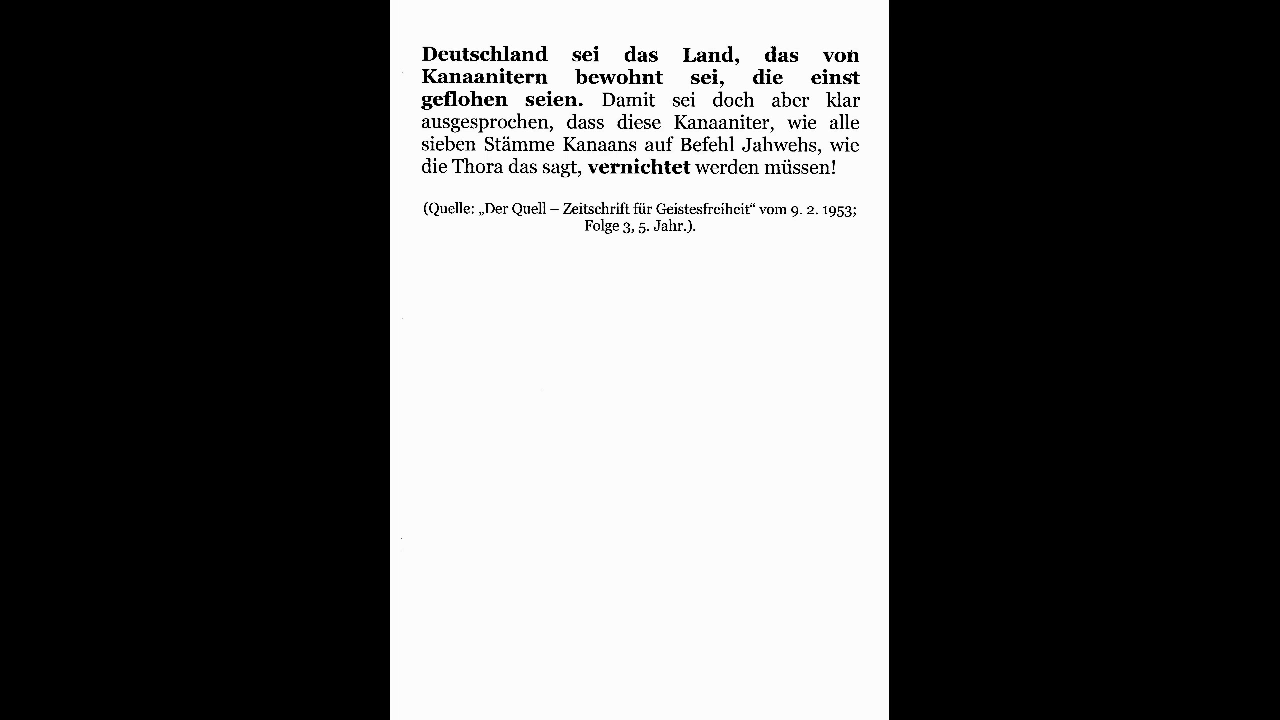 Deutschland sei das Land, das von
Kanaanitern bewohnt sei, die einst
geflohen seien. Damit sei doch aber klar
ausgesprochen, dass diese Kanaaniter, wie alle
sieben Stämme Kanaans auf Befehl Jahwehs, wie
die Thora das sagt, vernichtet werden müssen!
(Quelle: „Der Quell – Zeitschrift für Geistesfreiheit“ vom 9. 2. 1953;
Folge 3, 5. Jahr.).